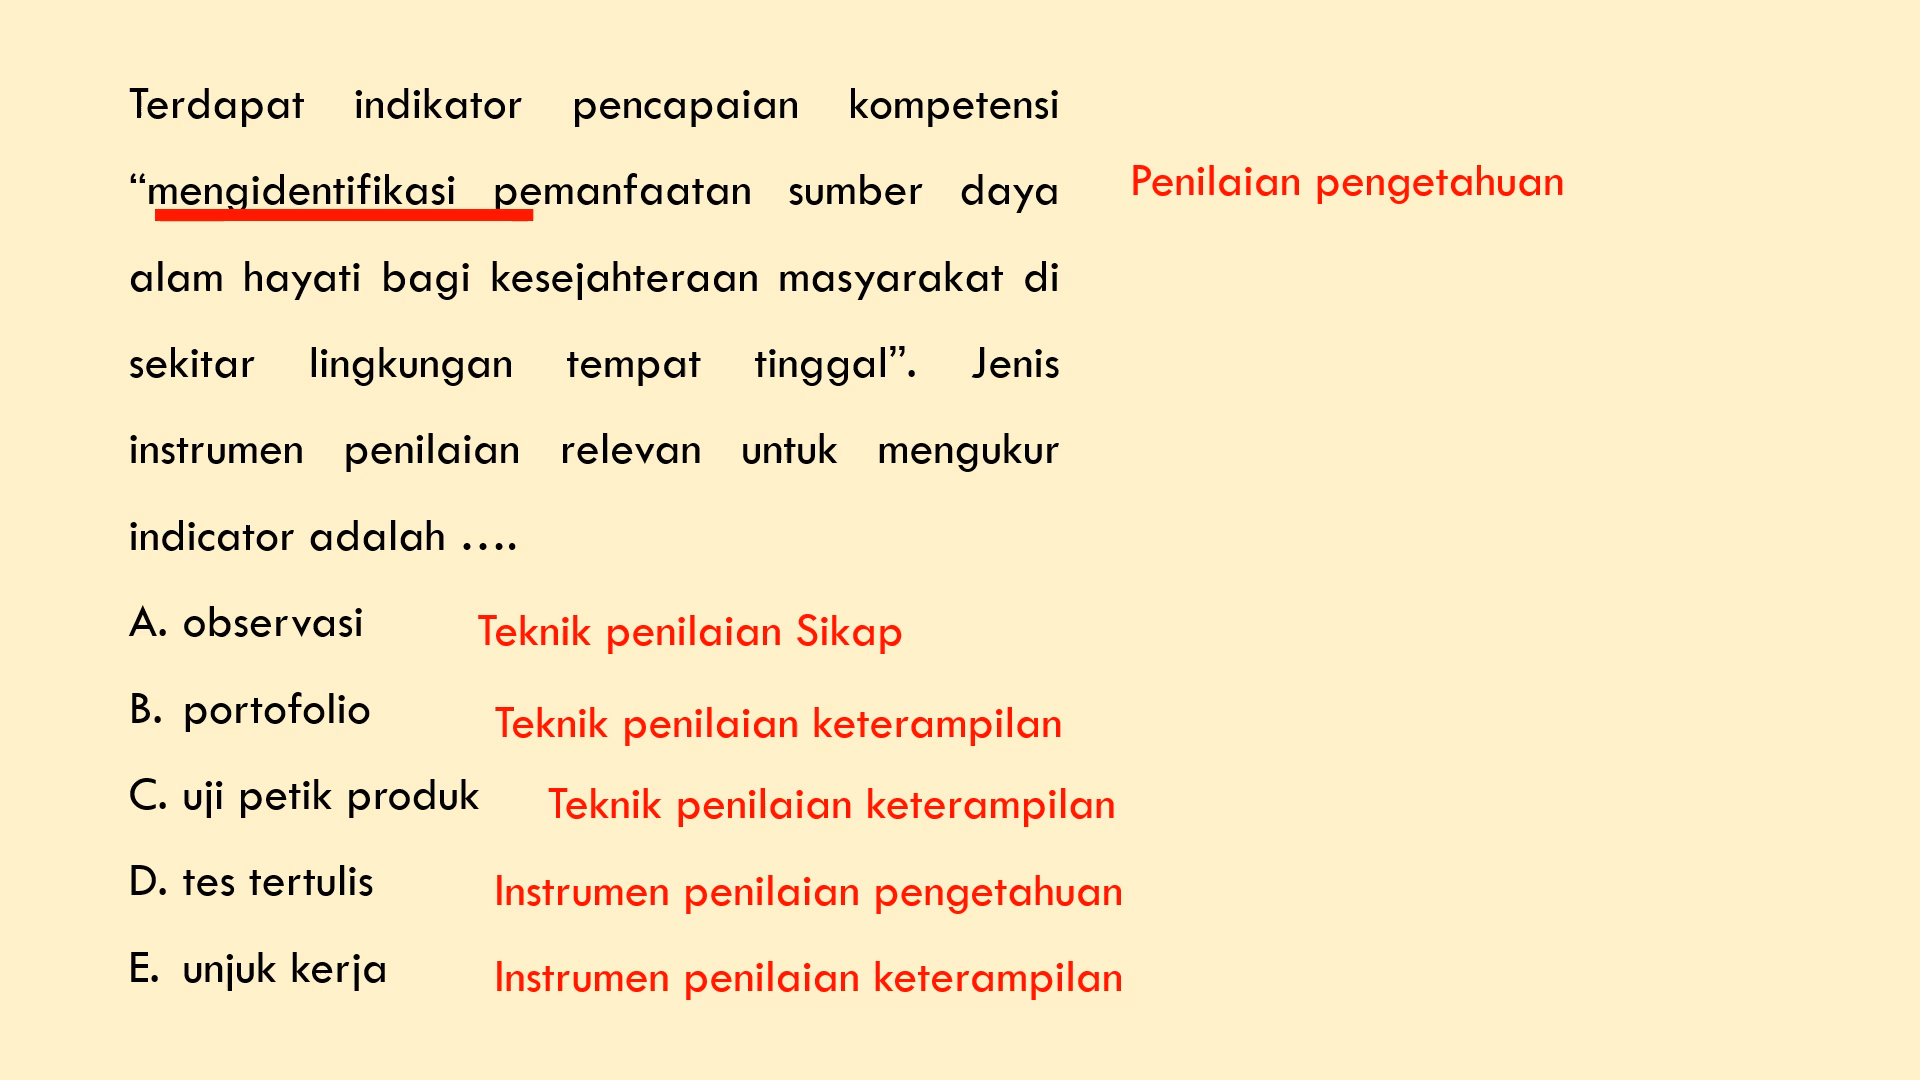 Terdapat indikator pencapaian kompetensi
“mengidentifikasi pemanfaatan sumber daya
Penilaian pengetahuan
alam hayati bagi kesejahteraan masyarakat di
sekitar lingkungan tempat tinggal”. Jenis
instrumen penilaian relevan untuk mengukur
indicator adalah ....
A. observasi
Teknik penilaian Sikap
B. portofolio
Teknik penilaian keterampilan
C. uji petik produk
Teknik penilaian keterampilan
D. tes tertulis
Instrumen penilaian pengetahuan
E. unjuk kerja
Instrumen penilaian keterampilan